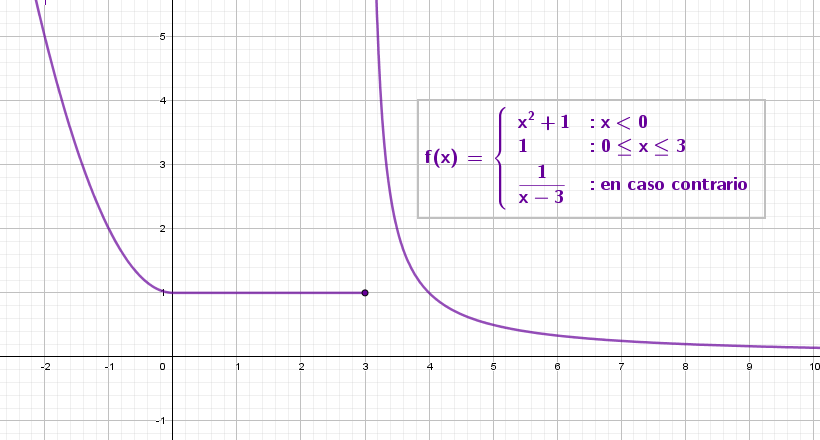 5
4
3
2
1
-1
-2 -1 0 1 2 3 4 5 6 7 8 9 10
f(x) = { x² + 1 : x < 0
1 : 0 ≤ x ≤ 3
1/(x − 3) : en caso contrario